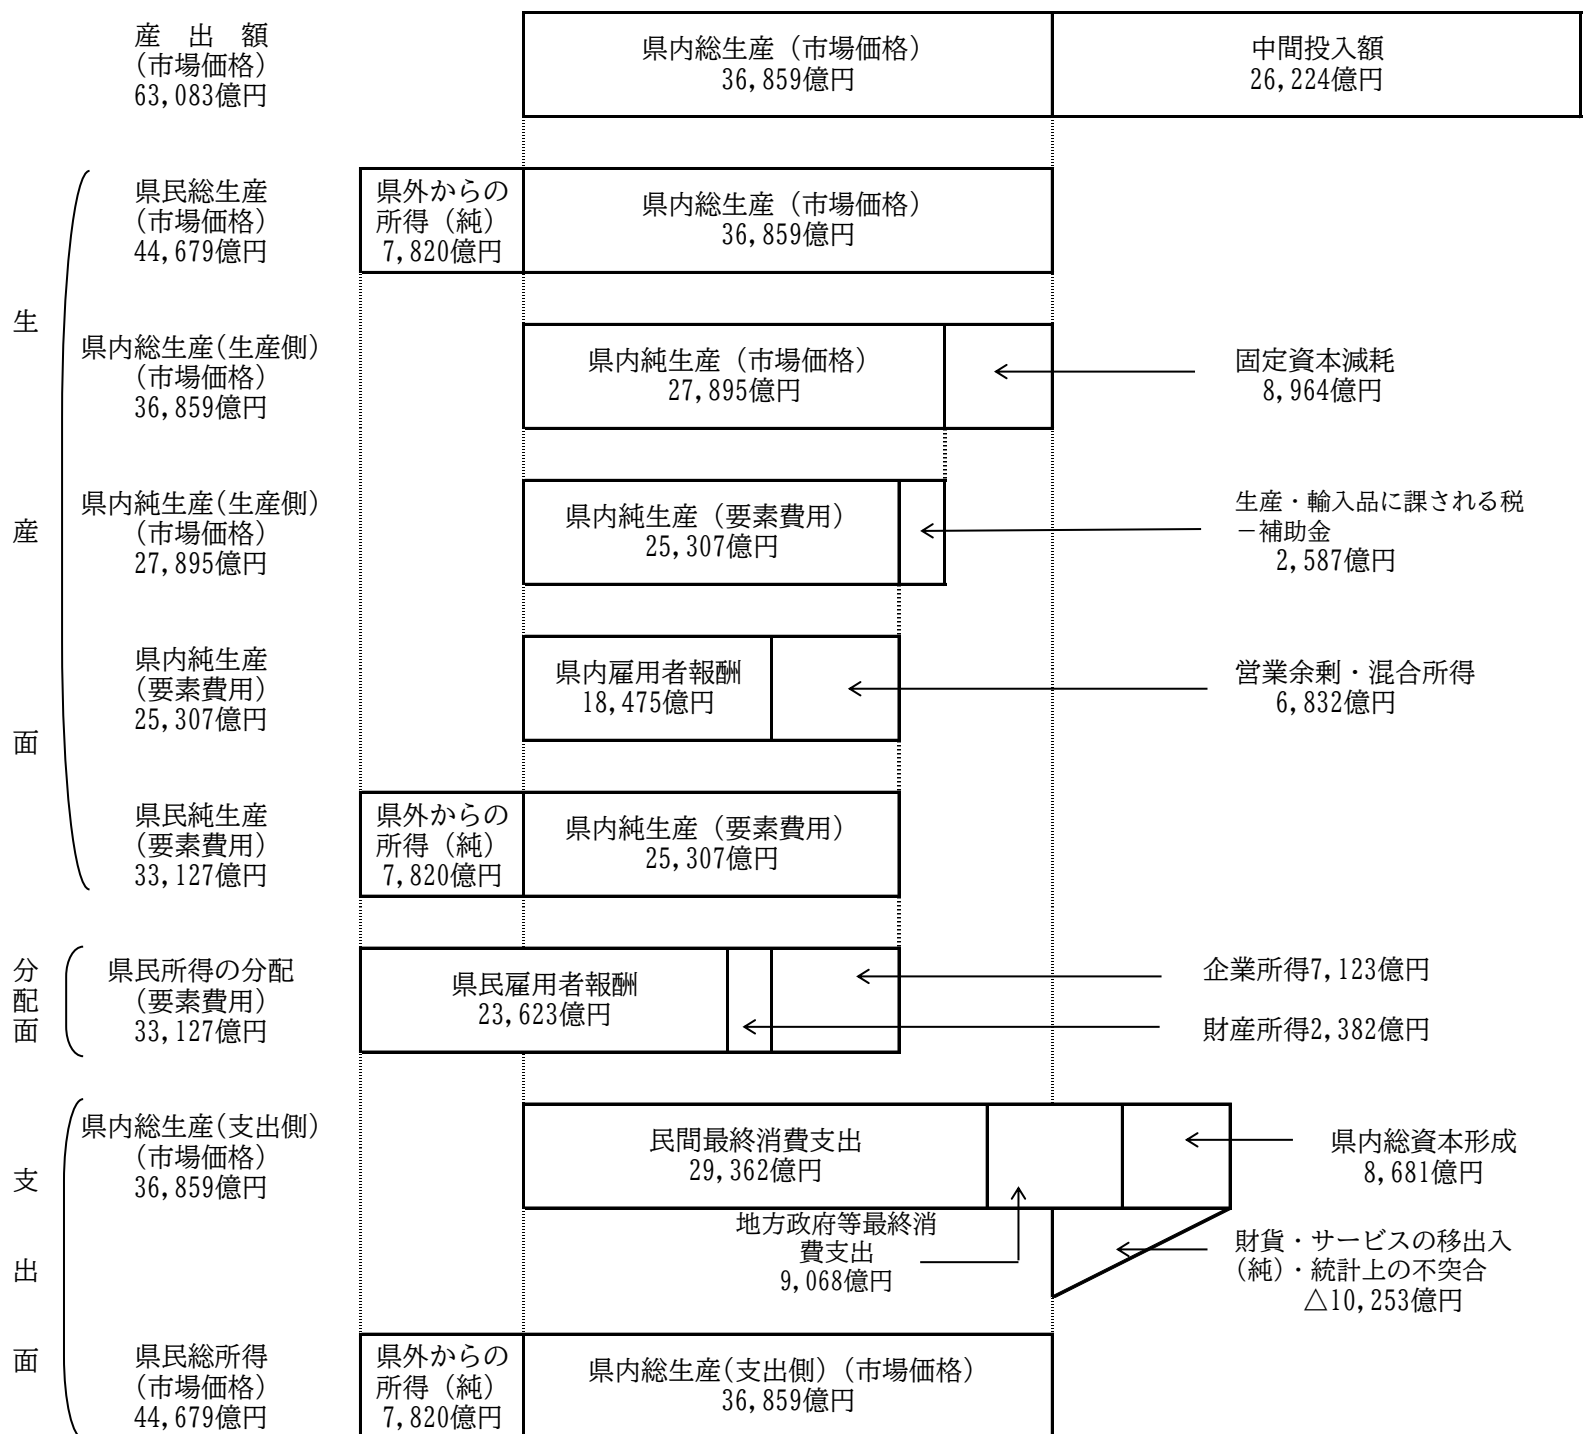 産　出　額
(市場価格)
63,083億円
県内総生産（市場価格）
36,859億円
中間投入額
26,224億円
生
産
面
県民総生産
(市場価格)
44,679億円
県外からの
所得（純）
7,820億円
県内総生産（市場価格）
36,859億円
県内総生産(生産側)
(市場価格)
36,859億円
県内純生産（市場価格）
27,895億円
固定資本減耗
8,964億円
県内純生産(生産側)
(市場価格)
27,895億円
県内純生産（要素費用）
25,307億円
生産・輸入品に課される税
－補助金
2,587億円
県内純生産
(要素費用)
25,307億円
県内雇用者報酬
18,475億円
営業余剰・混合所得
6,832億円
県民純生産
(要素費用)
33,127億円
県外からの
所得（純）
7,820億円
県内純生産（要素費用）
25,307億円
分
配
面
県民所得の分配
(要素費用)
33,127億円
県民雇用者報酬
23,623億円
企業所得7,123億円
財産所得2,382億円
支
出
面
県内総生産(支出側)
(市場価格)
36,859億円
民間最終消費支出
29,362億円
県内総資本形成
8,681億円
地方政府等最終消
費支出
9,068億円
財貨・サービスの移出入
(純)・統計上の不突合
△10,253億円
県民総所得
(市場価格)
44,679億円
県外からの
所得（純）
7,820億円
県内総生産(支出側)（市場価格）
36,859億円